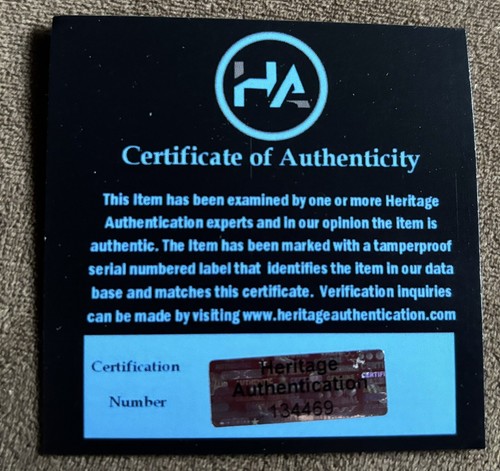 HA
Certificate of Authenticity
This Item has been examined by one or more Heritage
Authentication experts and in our opinion the item is
authentic. The Item has been marked with a tamperproof
serial numbered label that identifies the item in our data
base and matches this certificate. Verification inquiries
can be made by visiting www.heritageauthentication.com
Certification
Number
Heritage
Authentication
134469